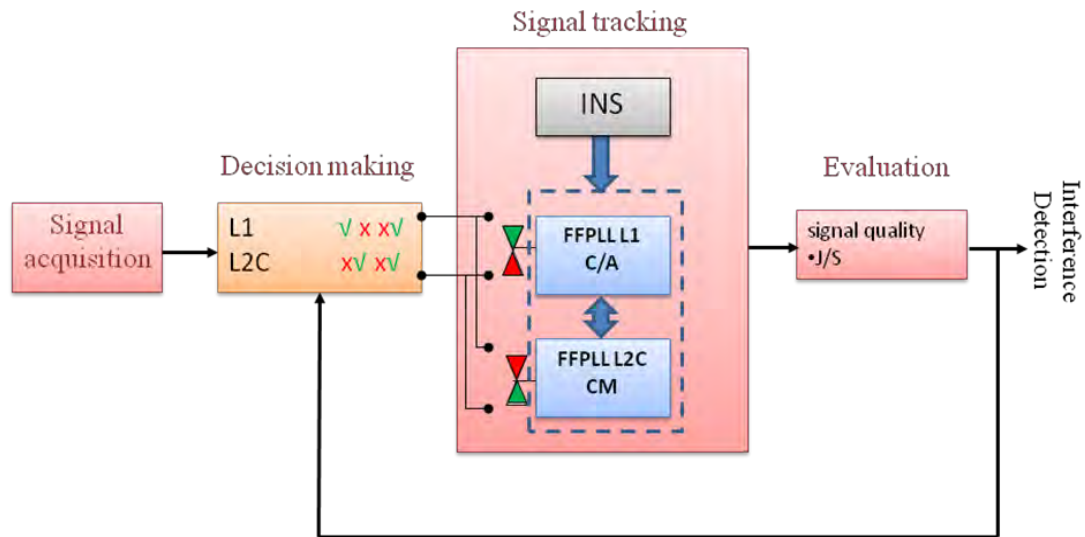 Signal tracking
INS
Decision making
Evaluation
Signal
acquisition
L1 √ x x√
L2C x√ x√
FFPLL L1
C/A
FFPLL L2C
CM
signal quality
•J/S
Interference
Detection